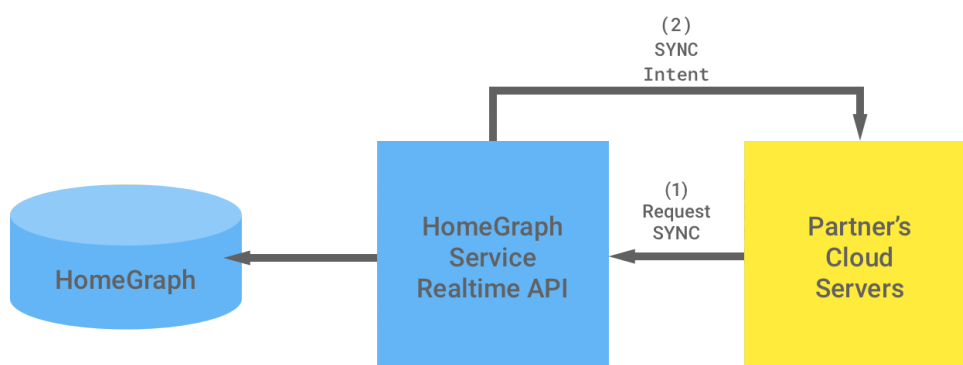 (2)
SYNC
Intent
(1)
Request
SYNC
HomeGraph
HomeGraph
Service
Realtime API
Partner’s
Cloud
Servers